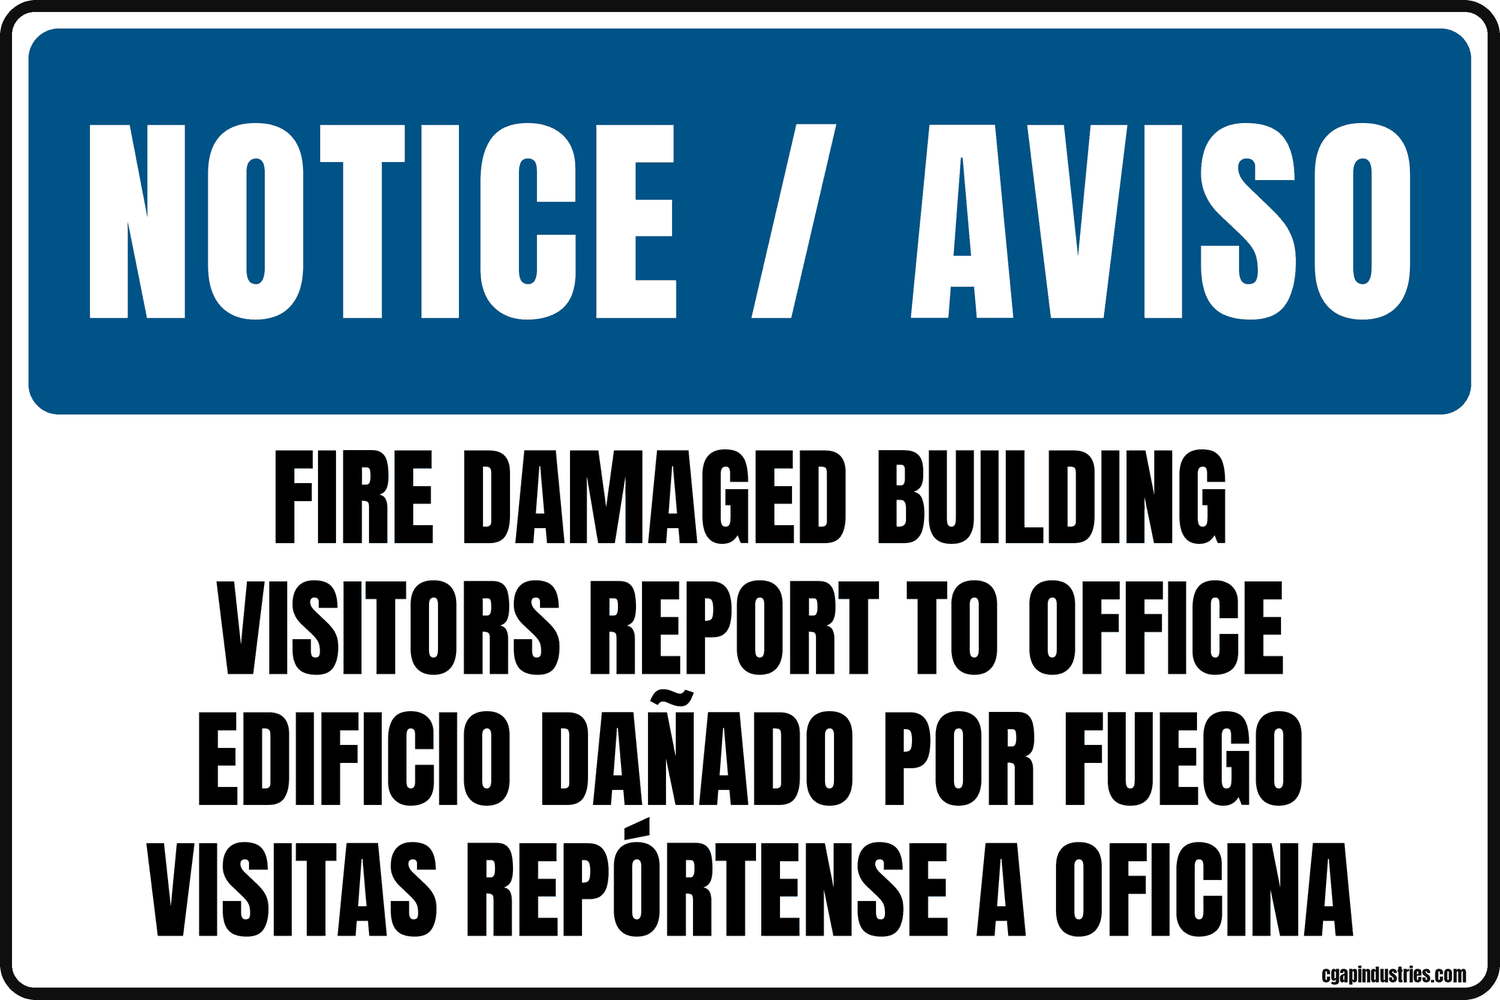 NOTICE / AVISO
FIRE DAMAGED BUILDING
VISITORS REPORT TO OFFICE
EDIFICIO DAÑADO POR FUEGO
VISITAS REPÓRTENSE A OFICINA
cgapindustries.com